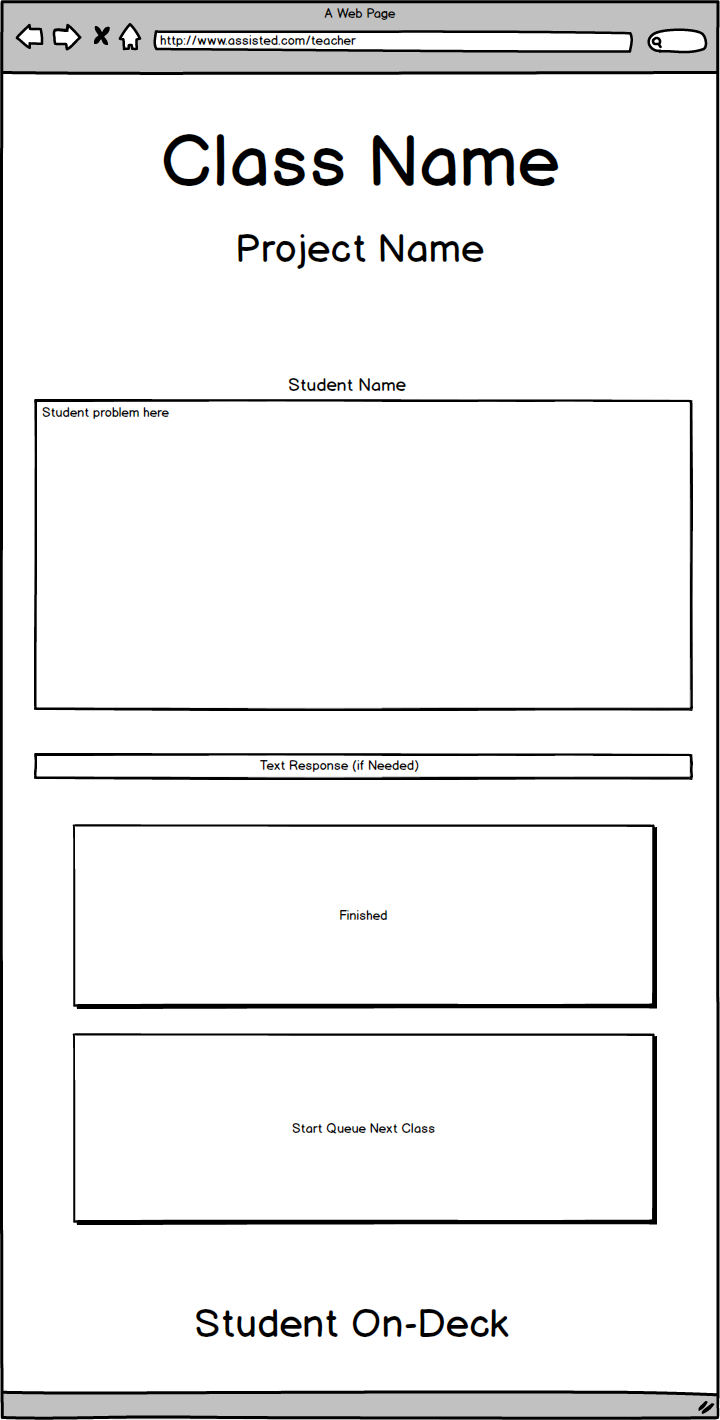 A Web Page
http://www.assisted.com/teacher
Class Name
Project Name
Student Name
Student problem here
Text Response (if Needed)
Finished
Start Queue Next Class
Student On-Deck